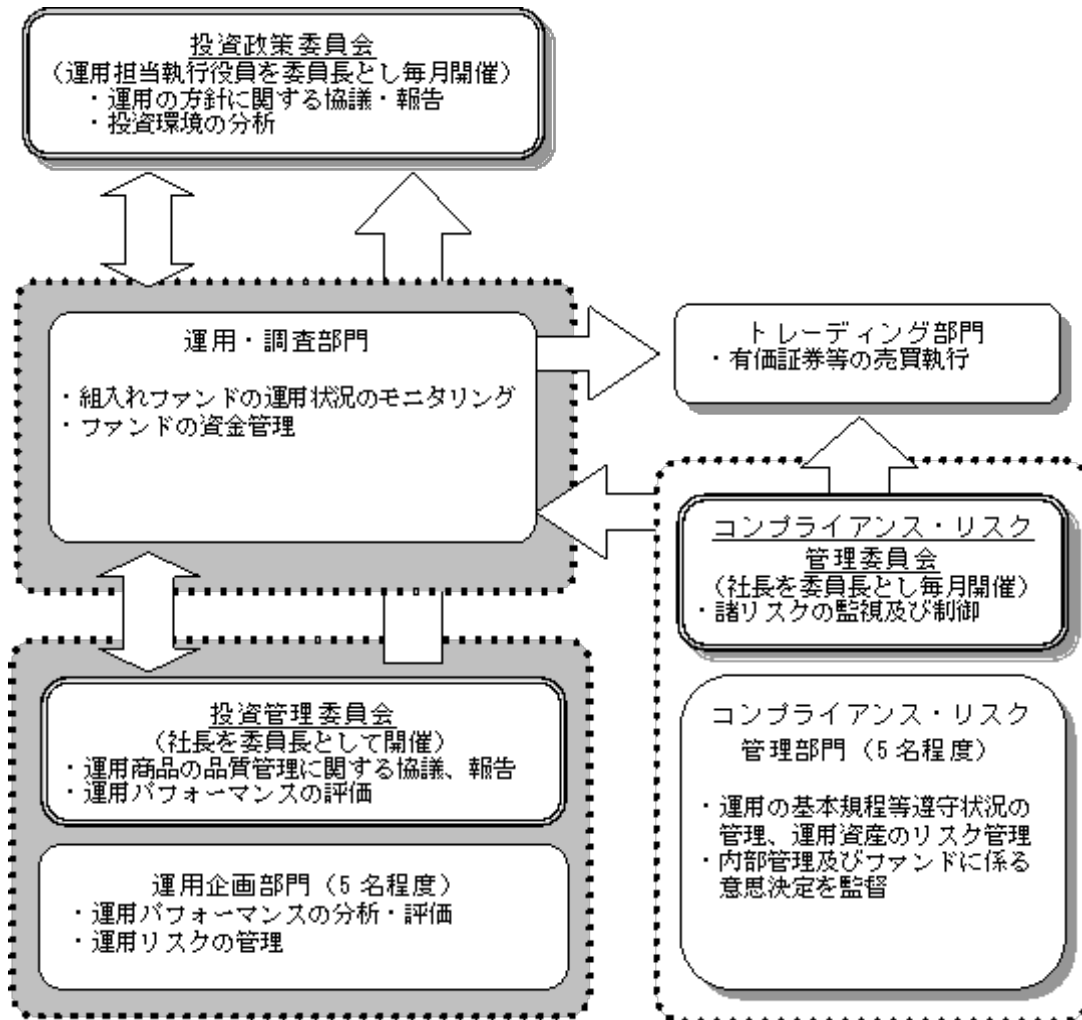 投資政策委員会
（運用担当執行役員を委員長とし毎月開催）
・運用の方針に関する協議・報告
・投資環境の分析
運用・調査部門
・組入れファンドの運用状況のモニタリング
・ファンドの資金管理
トレーディング部門
・有価証券等の売買執行
コンプライアンス・リスク
管理委員会
（社長を委員長とし毎月開催）
・諸リスクの監視及び制御
投資管理委員会
（社長を委員長として開催）
・運用商品の品質管理に関する協議、報告
・運用パフォーマンスの評価
運用企画部門（５名程度）
・運用パフォーマンスの分析・評価
・運用リスクの管理
コンプライアンス・リスク
管理部門（５名程度）
・運用の基本規程等遵守状況の
管理、運用資産のリスク管理
・内部管理及びファンドに係る
意思決定を監督